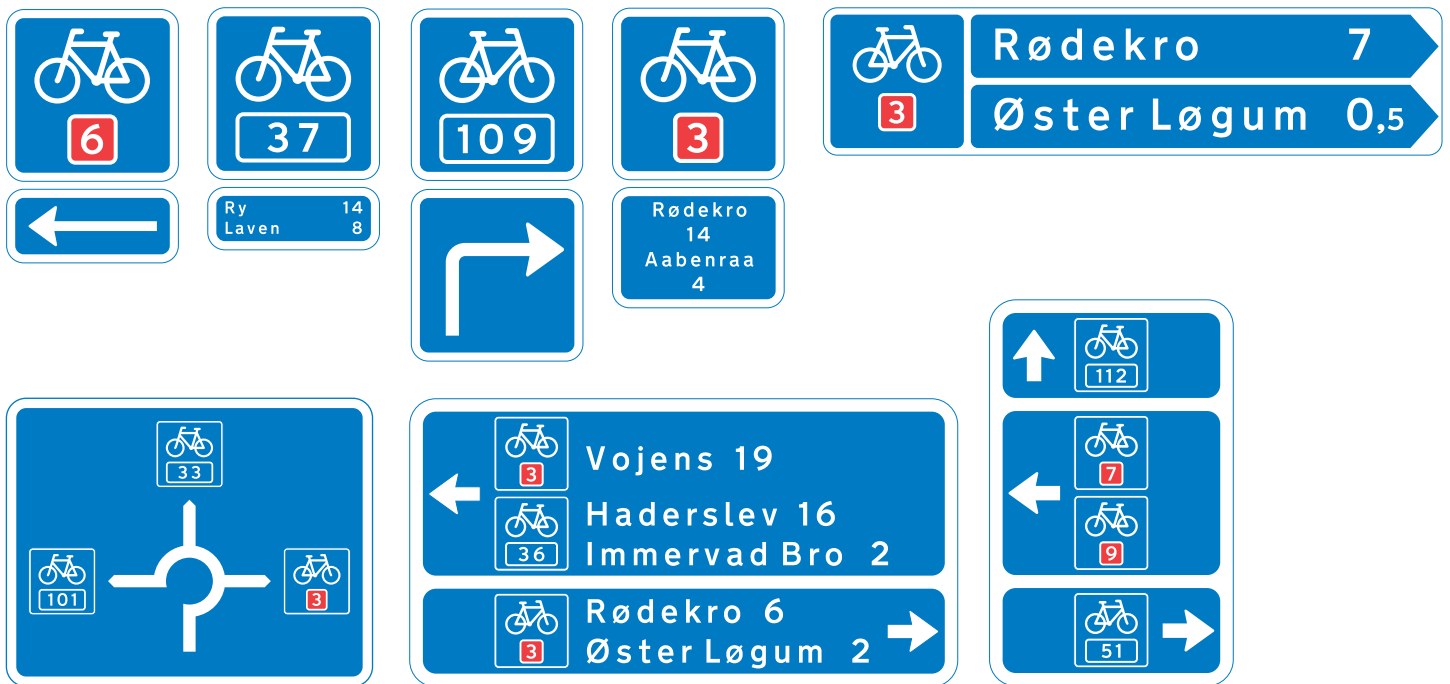 6
37
Ry 14
Laven 8
109
3
Rødekro
14
Aabenraa
4
3
Rødekro 7
Øster Løgum 0,5
33
101
3
3
Vojens 19
36
Haderslev 16
Immervad Bro 2
3
Rødekro 6
Øster Løgum 2
112
7
9
51